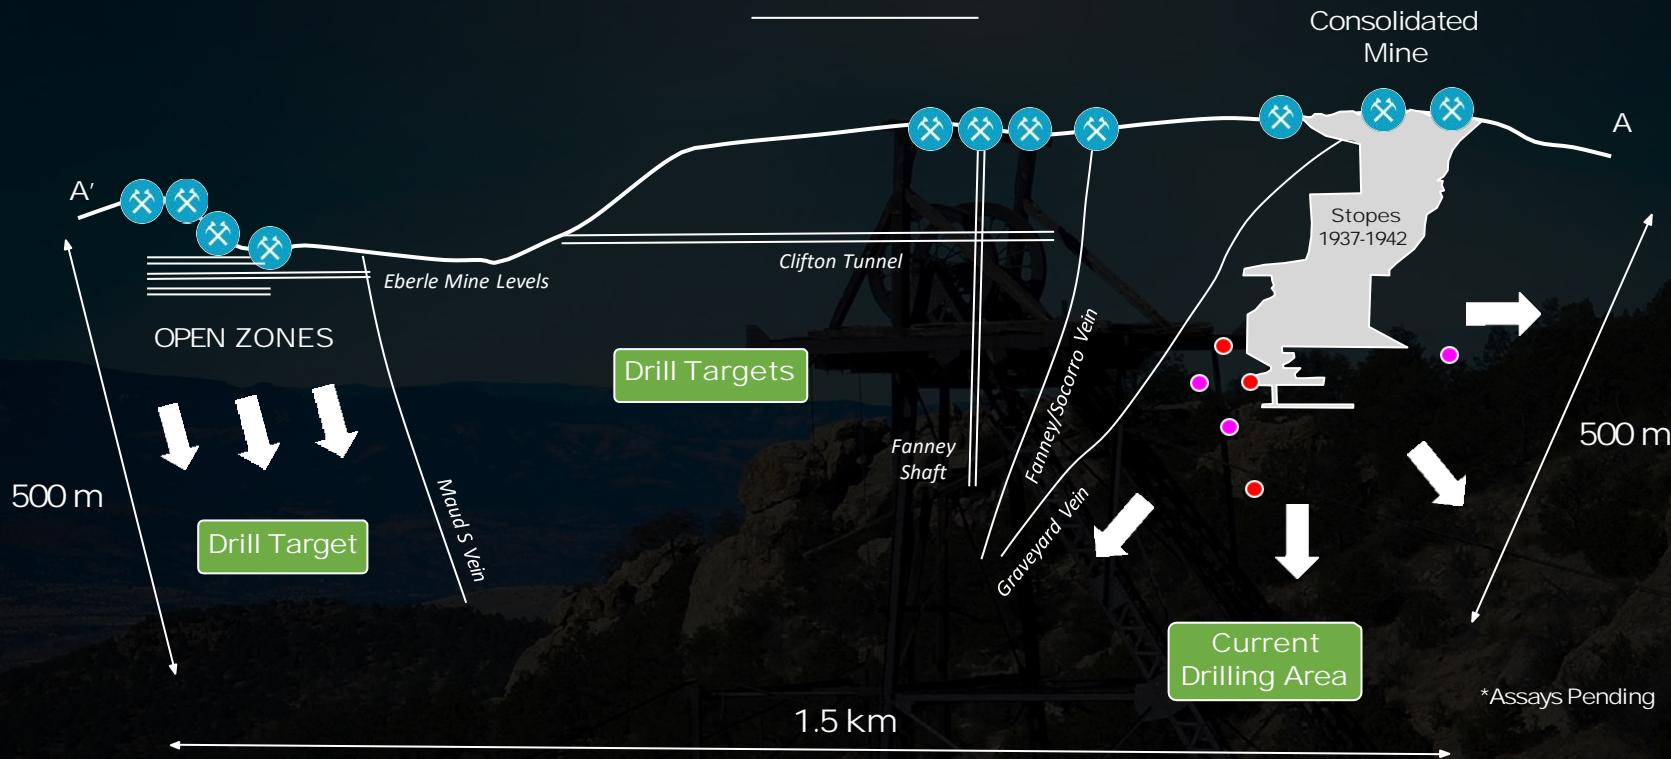 Consolidated
Mine
A
A'
Stopes
1937-1942
Clifton Tunnel
Eberle Mine Levels
OPEN ZONES
Drill Targets
Fanney/Socorro Vein
500 m
Fanney
Shaft
500 m
Maud S Vein
Drill Target
Graveyard Vein
Current
Drilling Area
*Assays Pending
1.5 km